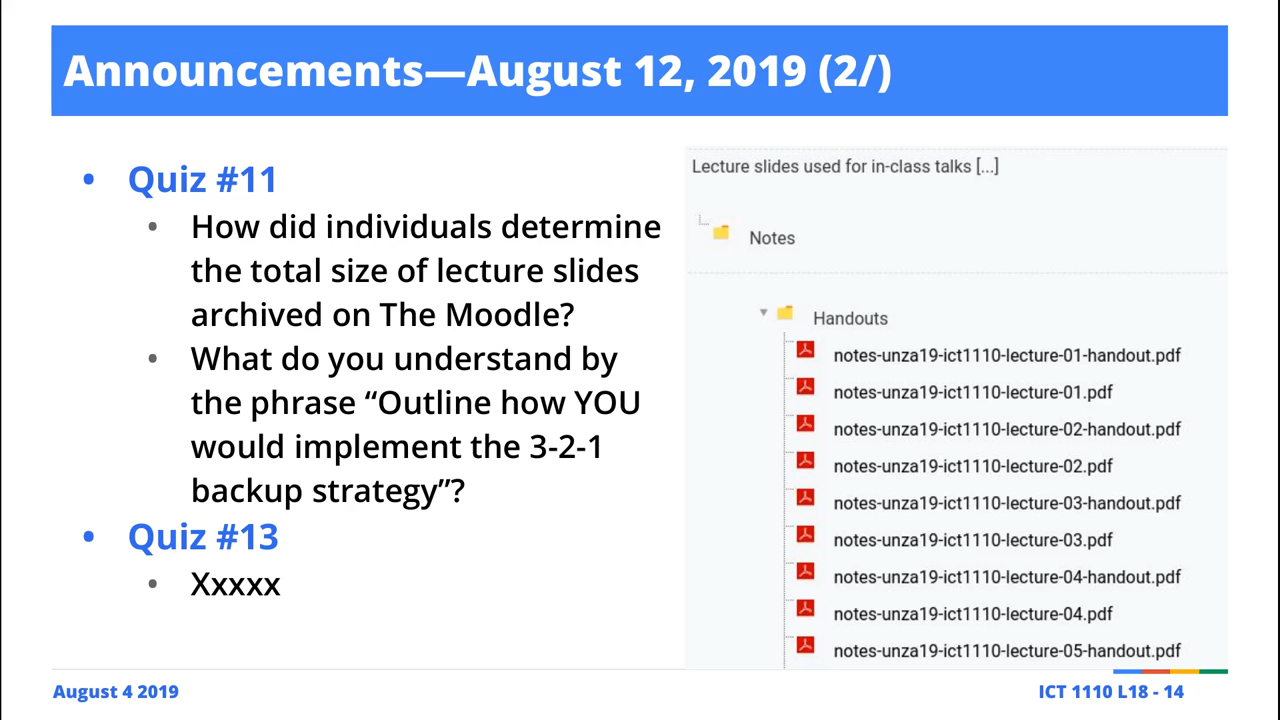 Announcements—August 12, 2019 (2/)
• Quiz #11
• How did individuals determine
the total size of lecture slides
archived on The Moodle?
• What do you understand by
the phrase “Outline how YOU
would implement the 3-2-1
backup strategy”?
• Quiz #13
• Xxxxx
Lecture slides used for in-class talks [...]
Notes
Handouts
notes-unza19-ict1110-lecture-01-handout.pdf
notes-unza19-ict1110-lecture-01.pdf
notes-unza19-ict1110-lecture-02-handout.pdf
notes-unza19-ict1110-lecture-02.pdf
notes-unza19-ict1110-lecture-03-handout.pdf
notes-unza19-ict1110-lecture-03.pdf
notes-unza19-ict1110-lecture-04-handout.pdf
notes-unza19-ict1110-lecture-04.pdf
notes-unza19-ict1110-lecture-05-handout.pdf
August 4 2019
ICT 1110 L18 - 14